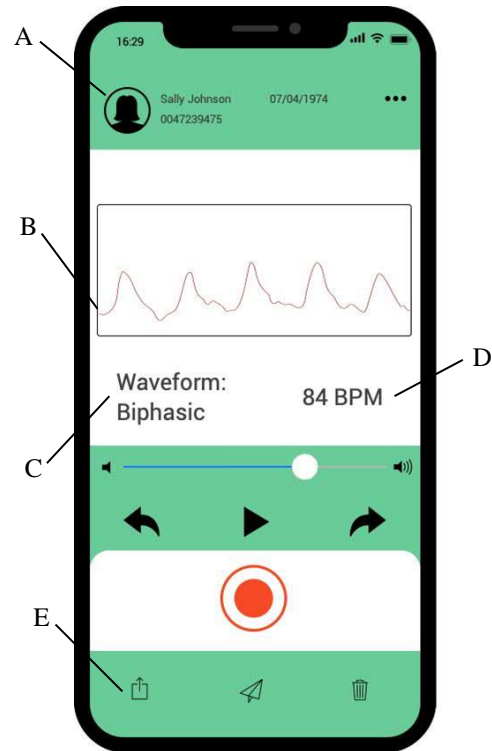 A
16:29
Sally Johnson 07/04/1974
0047239475
B
D
Waveform: 84 BPM
Biphasic
C
E